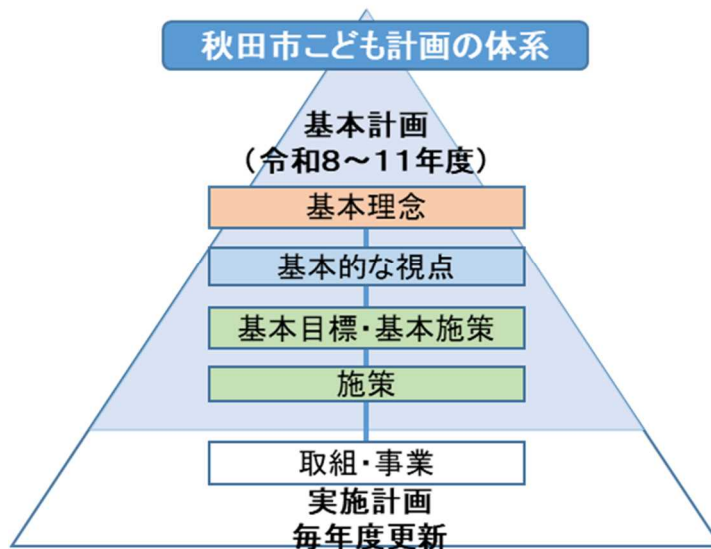 秋田市こども計画の体系
基本計画
（令和8～11年度）
基本理念
基本的な視点
基本目標・基本施策
施策
取組・事業
実施計画
毎年度更新